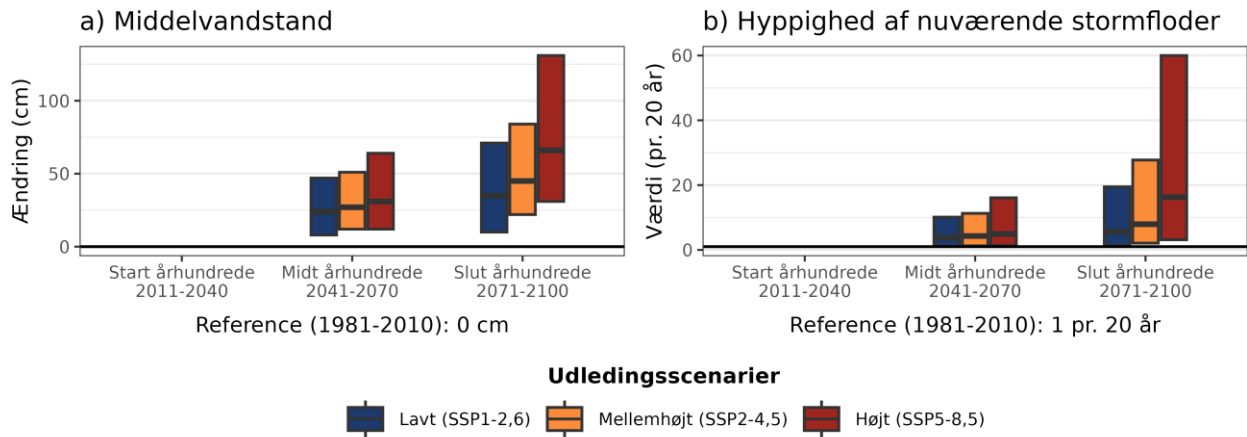 a) Middelvandstand
Ændring (cm)
100
50
0
Start århundrede
2011-2040
Midt århundrede
2041-2070
Slut århundrede
2071-2100
Reference (1981-2010): 0 cm
b) Hyppighed af nuværende stormfloder
Værdi (pr. 20 år)
60
40
20
0
Start århundrede
2011-2040
Midt århundrede
2041-2070
Slut århundrede
2071-2100
Reference (1981-2010): 1 pr. 20 år
Udledingsscenarier
Lavt (SSP1-2,6)
Mellemhøjt (SSP2-4,5)
Højt (SSP5-8,5)